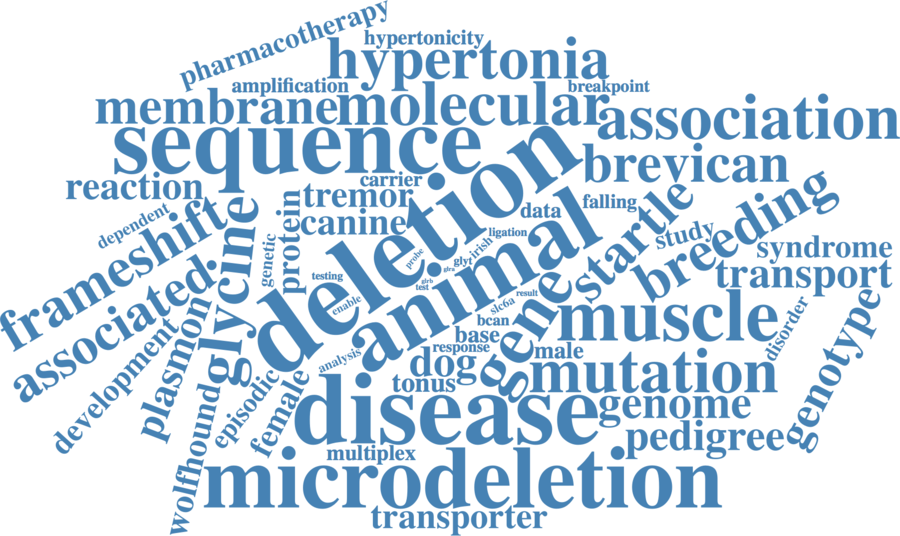 pharmacotherapy
hypertonicity
hypertonia
amplification
breakpoint
membrane
molecular
association
sequence
brevican
reaction
carrier
tremor
deletion
canine
protein
data
falling
startle
breeding
dependent
frameshift
genetic
glycine
ligation
irish
study
syndrome
probe
glyt
glra
animal
transport
testing
glrb
test
associated
enable
slc6a
result
gene
muscle
plasmon
bcan
base
disorder
genotype
development
analysis
response
male
dog
tonus
mutation
wolfhound
episodic
female
disease
genome
pedigree
multiplex
microdeletion
transporter